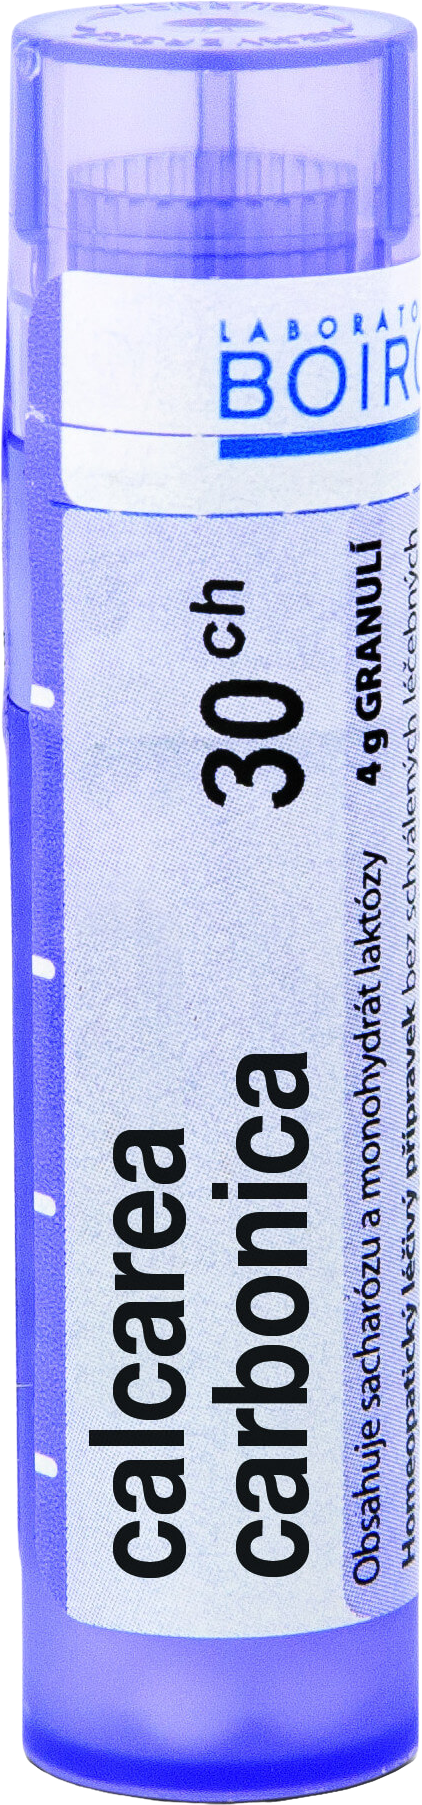 LABORATO
BOIRO
calcarea
carbonica 30 ch
Obsahuje sacharózu a monohydrát laktózy 4 g GRANULÍ
Homeopatický léčivý přípravek bez schválených léčebných